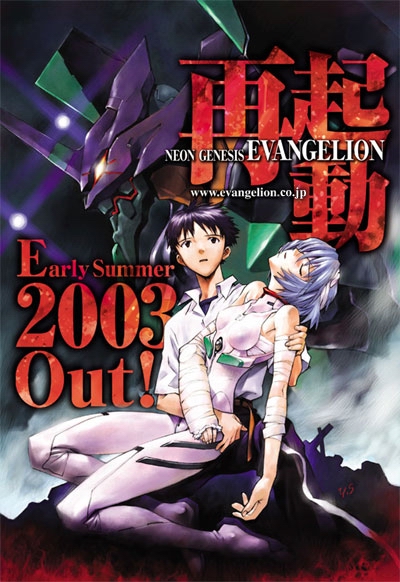 再起動
NEON GENESIS EVANGELION
www.evangelion.co.jp
Early Summer
2003
Out!